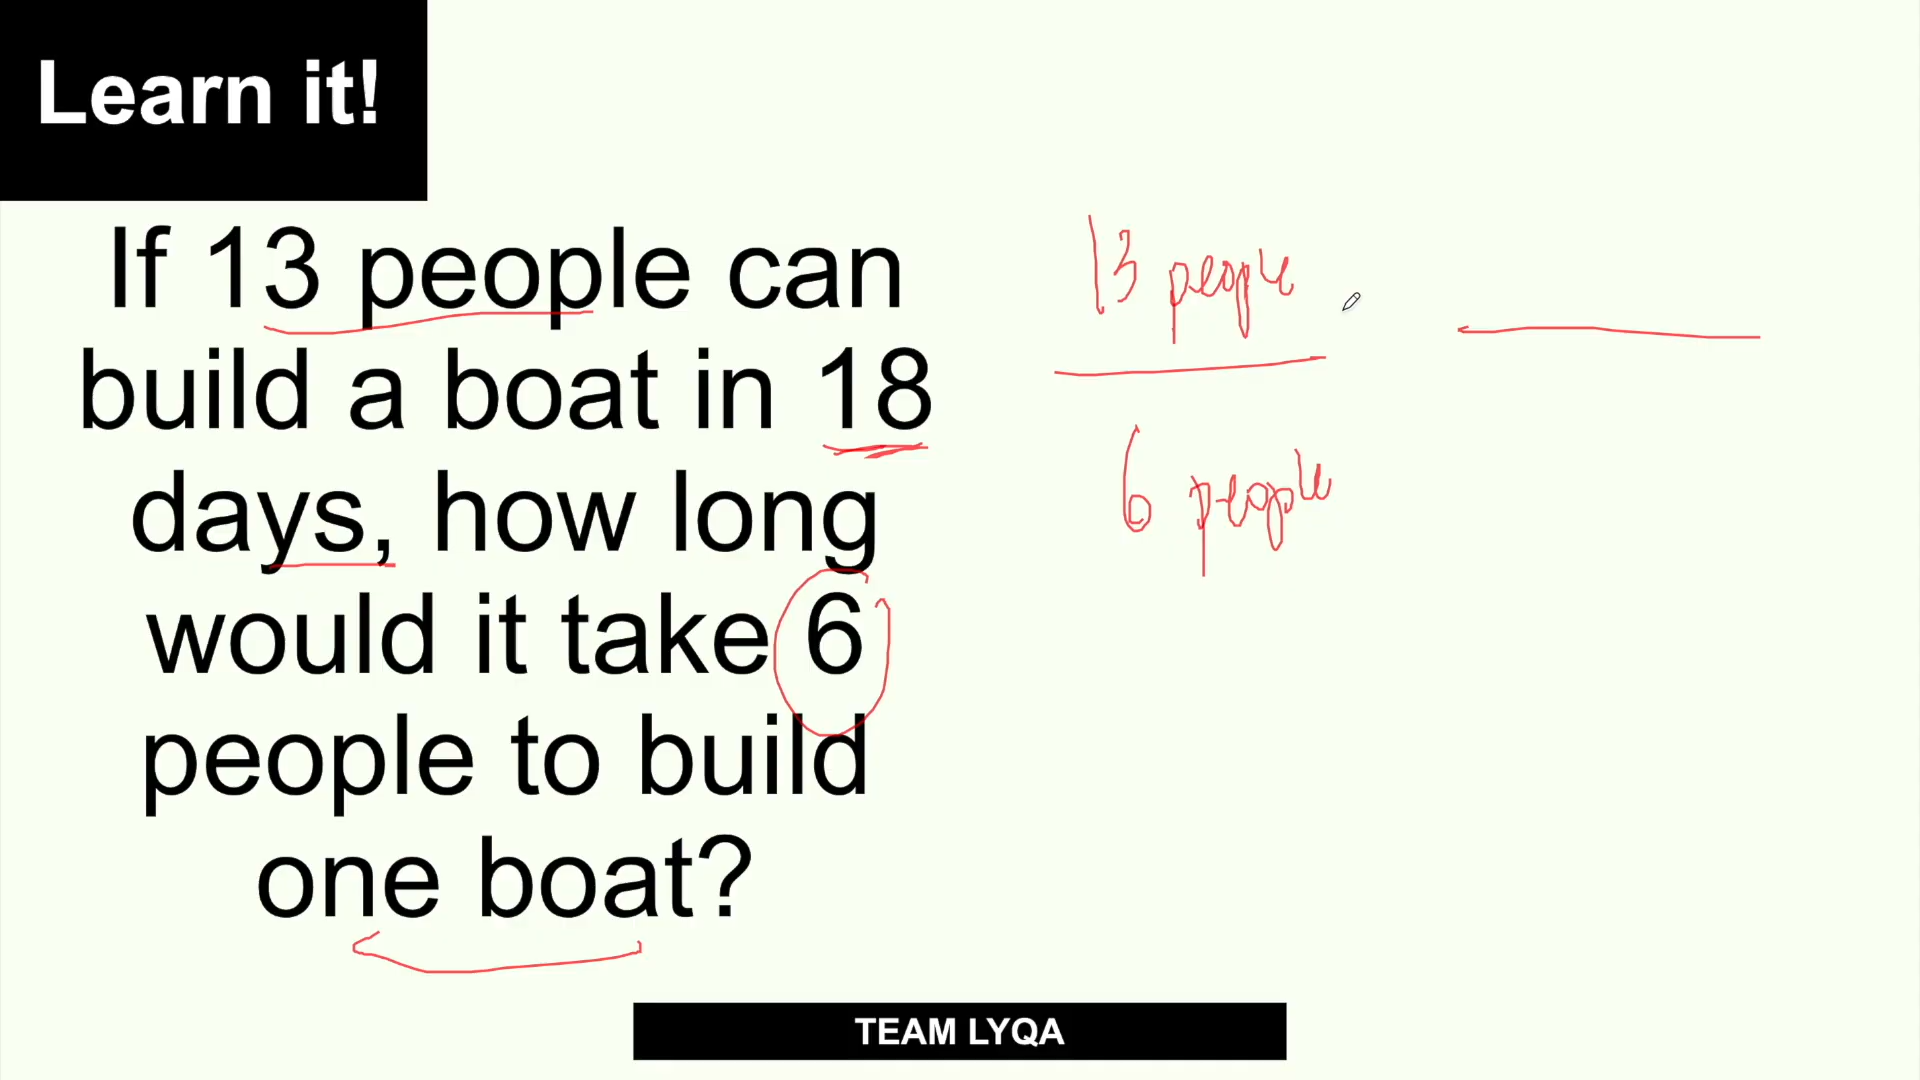 Learn it!
If 13 people can
build a boat in 18
days, how long
would it take 6
people to build
one boat?
13 people
6 people
TEAM LYQA